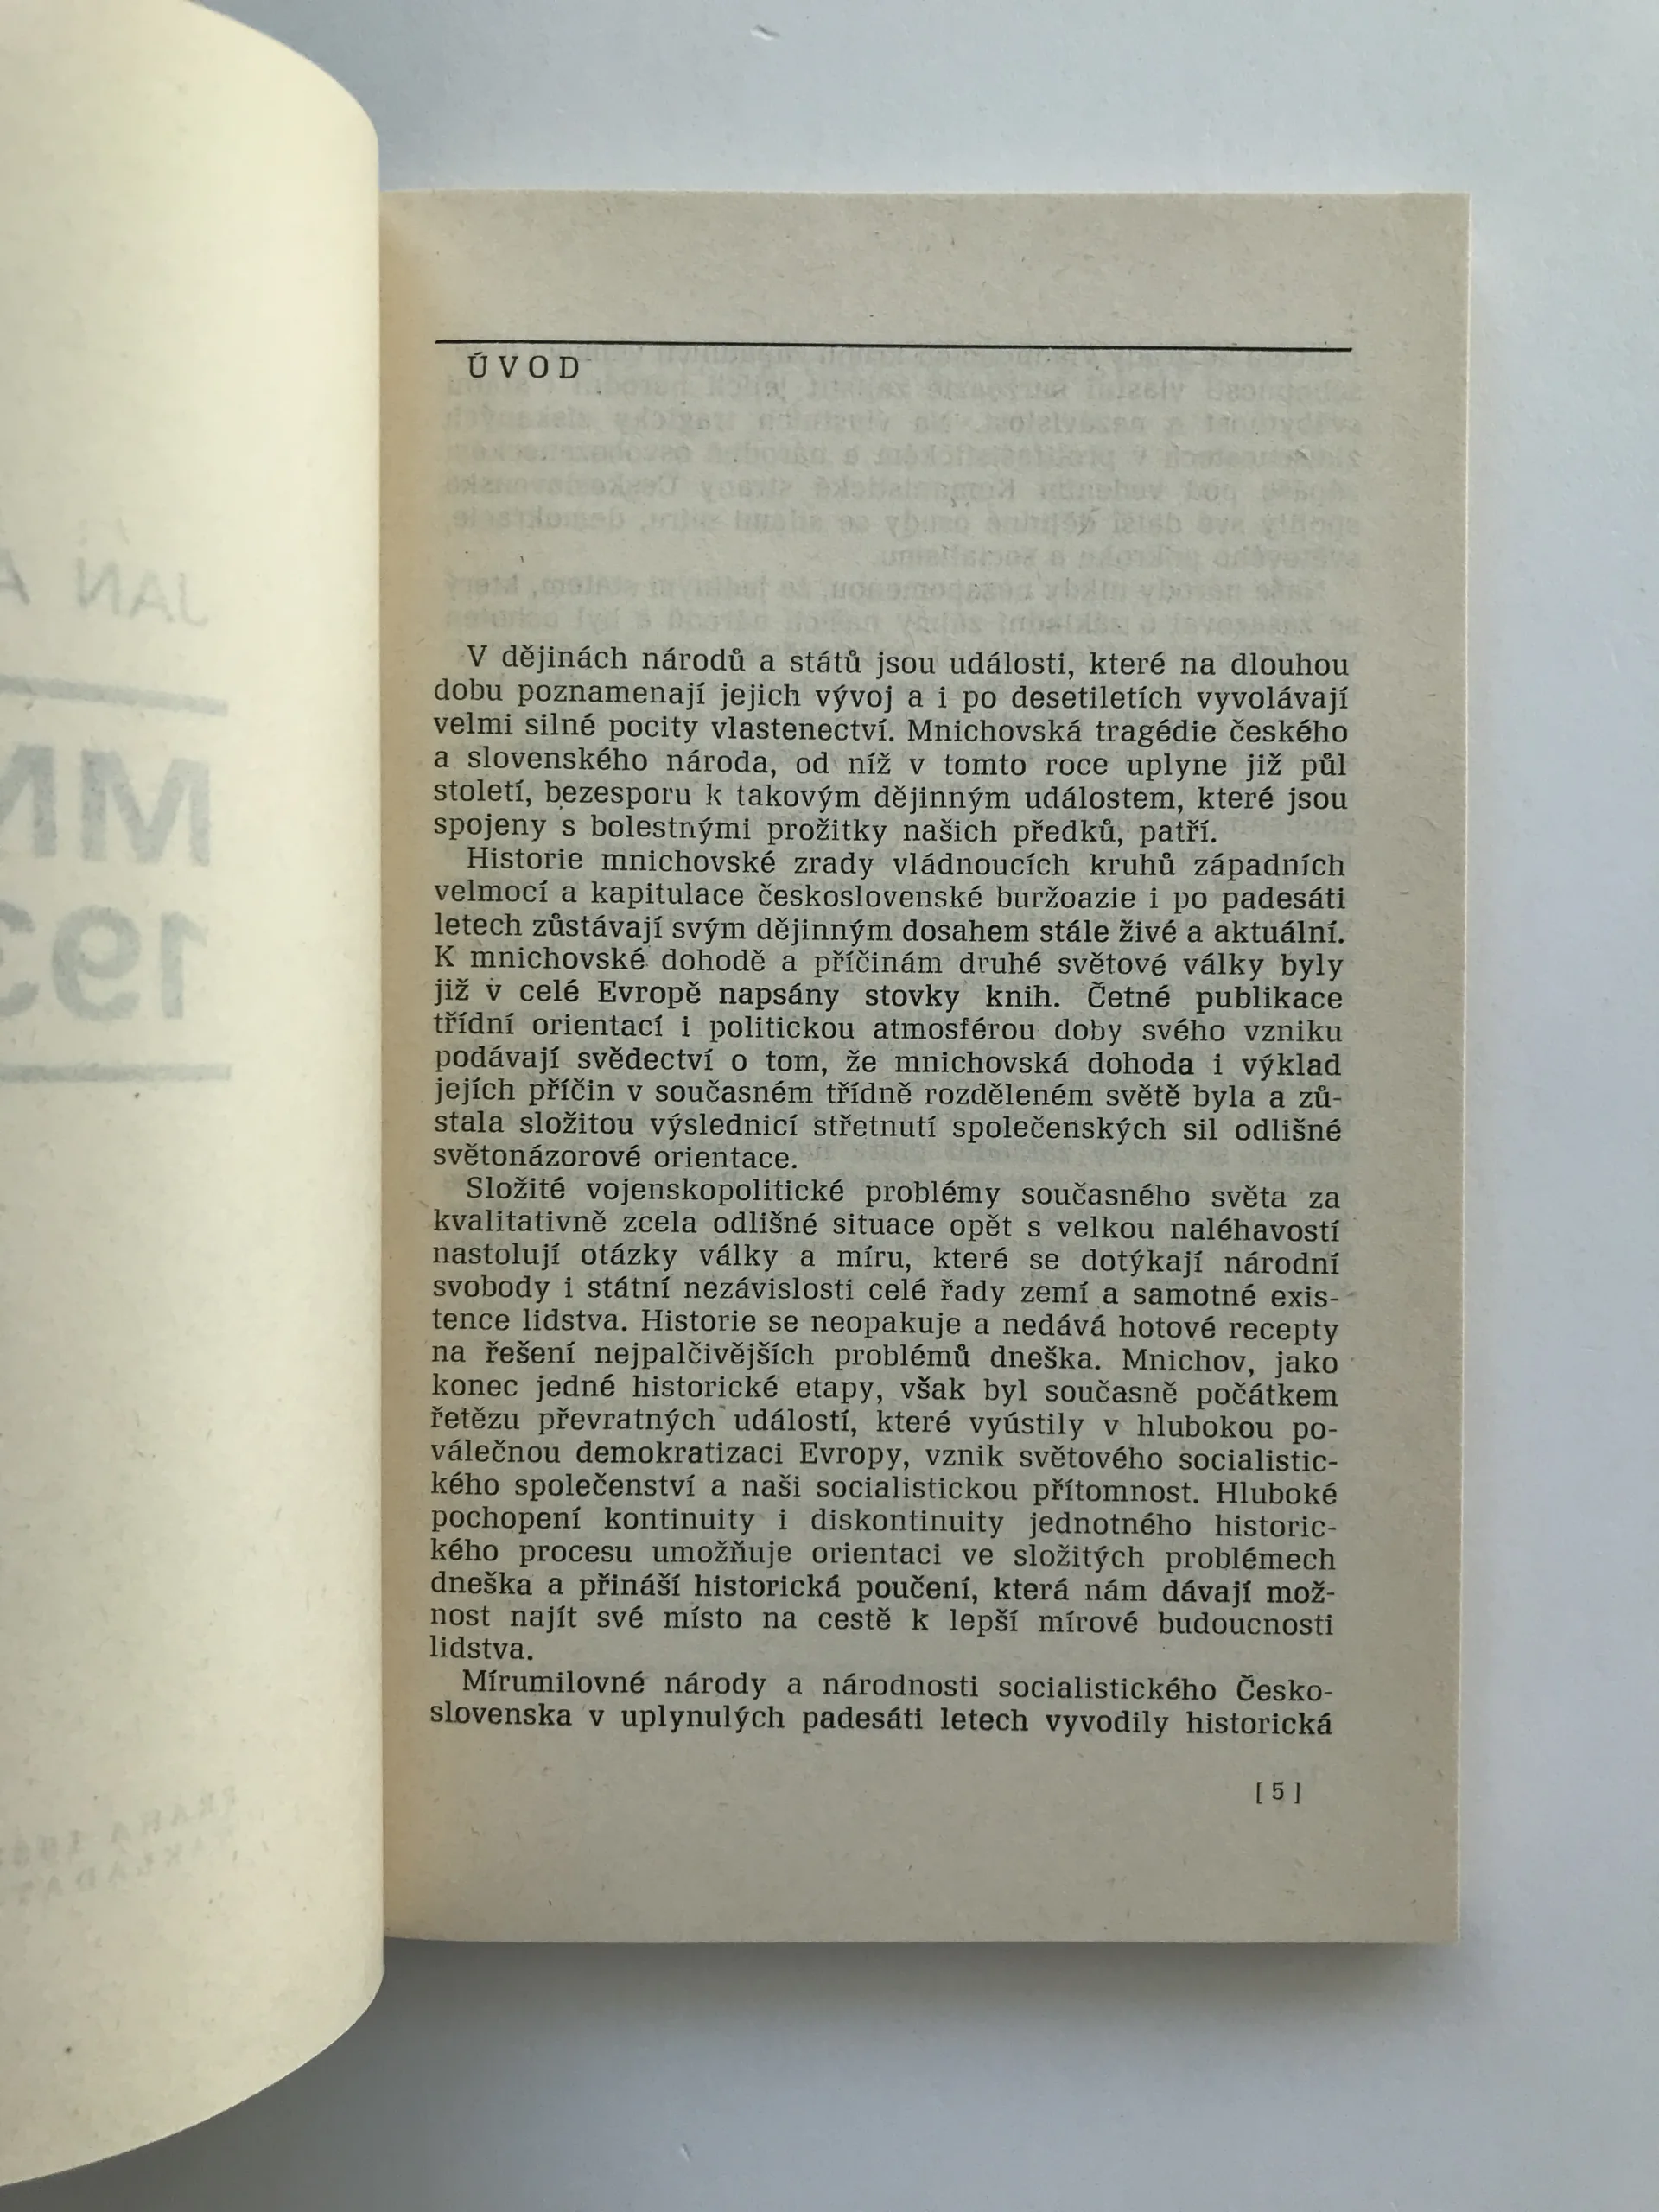 ÚVOD
V dějinách národů a států jsou události, které na dlouhou
dobu poznamenají jejich vývoj a i po desetiletích vyvolávají
velmi silné pocity vlastenectví. Mnichovská tragédie českého
a slovenského národa, od níž v tomto roce uplyne již půl
století, bezesporu k takovým dějinným událostem, které jsou
spojeny s bolestnými prožitky našich předků, patří.
Historie mnichovské zrady vládnoucích kruhů západních
velmocí a kapitulace československé buržoazie i po padesáti
letech zůstávají svým dějinným dosahem stále živé a aktuální.
K mnichovské dohodě a příčinám druhé světové války byly
již v celé Evropě napsány stovky knih. Četné publikace
třídní orientací i politickou atmosférou doby svého vzniku
podávají svědectví o tom, že mnichovská dohoda i výklad
jejích příčin v současném třídně rozděleném světě byla a zů-
stala složitou výslednicí střetnutí společenských sil odlišné
světonázorové orientace.
Složité vojenskopolitické problémy současného světa za
kvalitativně zcela odlišné situace opět s velkou naléhavostí
nastolují otázky války a míru, které se dotýkají národní
svobody i státní nezávislosti celé řady zemí a samotné exis-
tence lidstva. Historie se neopakuje a nedává hotové recepty
na řešení nejpalčivějších problémů dneška. Mnichov, jako
konec jedné historické etapy, však byl současně počátkem
řetězu převratných událostí, které vyústily v hlubokou po-
válečnou demokratizaci Evropy, vznik světového socialistic-
kého společenství a naši socialistickou přítomnost. Hluboké
pochopení kontinuity i diskontinuity jednotného historic-
kého procesu umožňuje orientaci ve složitých problémech
dneška a přináší historická poučení, která nám dávají mož-
nost najít své místo na cestě k lepší mírové budoucnosti
lidstva.
Mírumilovné národy a národnosti socialistického Česko-
slovenska v uplynulých padesáti letech vyvodily historická
[ 5 ]